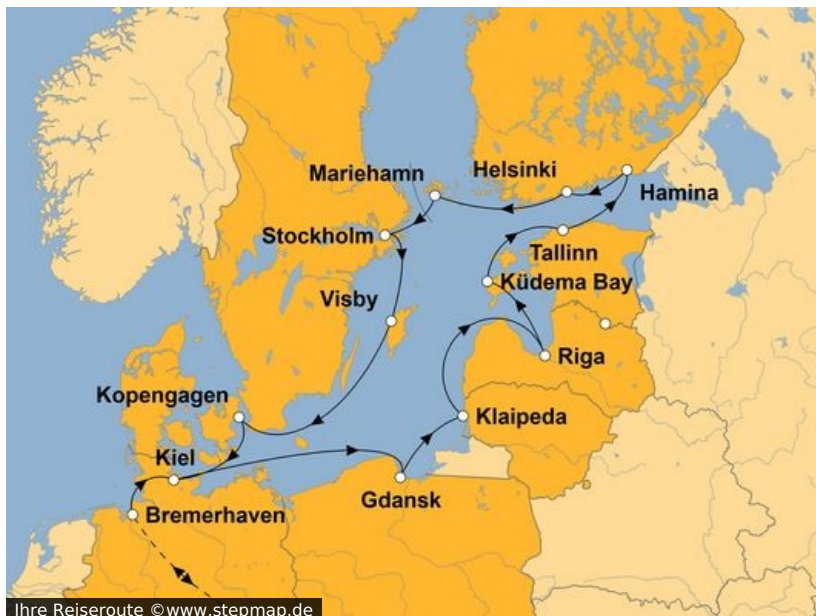 Mariehamn
Helsinki
Hamina
Stockholm
Tallinn
Küdema Bay
Visby
Riga
Kopengagen
Klaipeda
Kiel
Gdansk
Bremerhaven
Ihre Reiseroute ©www.stepmap.de